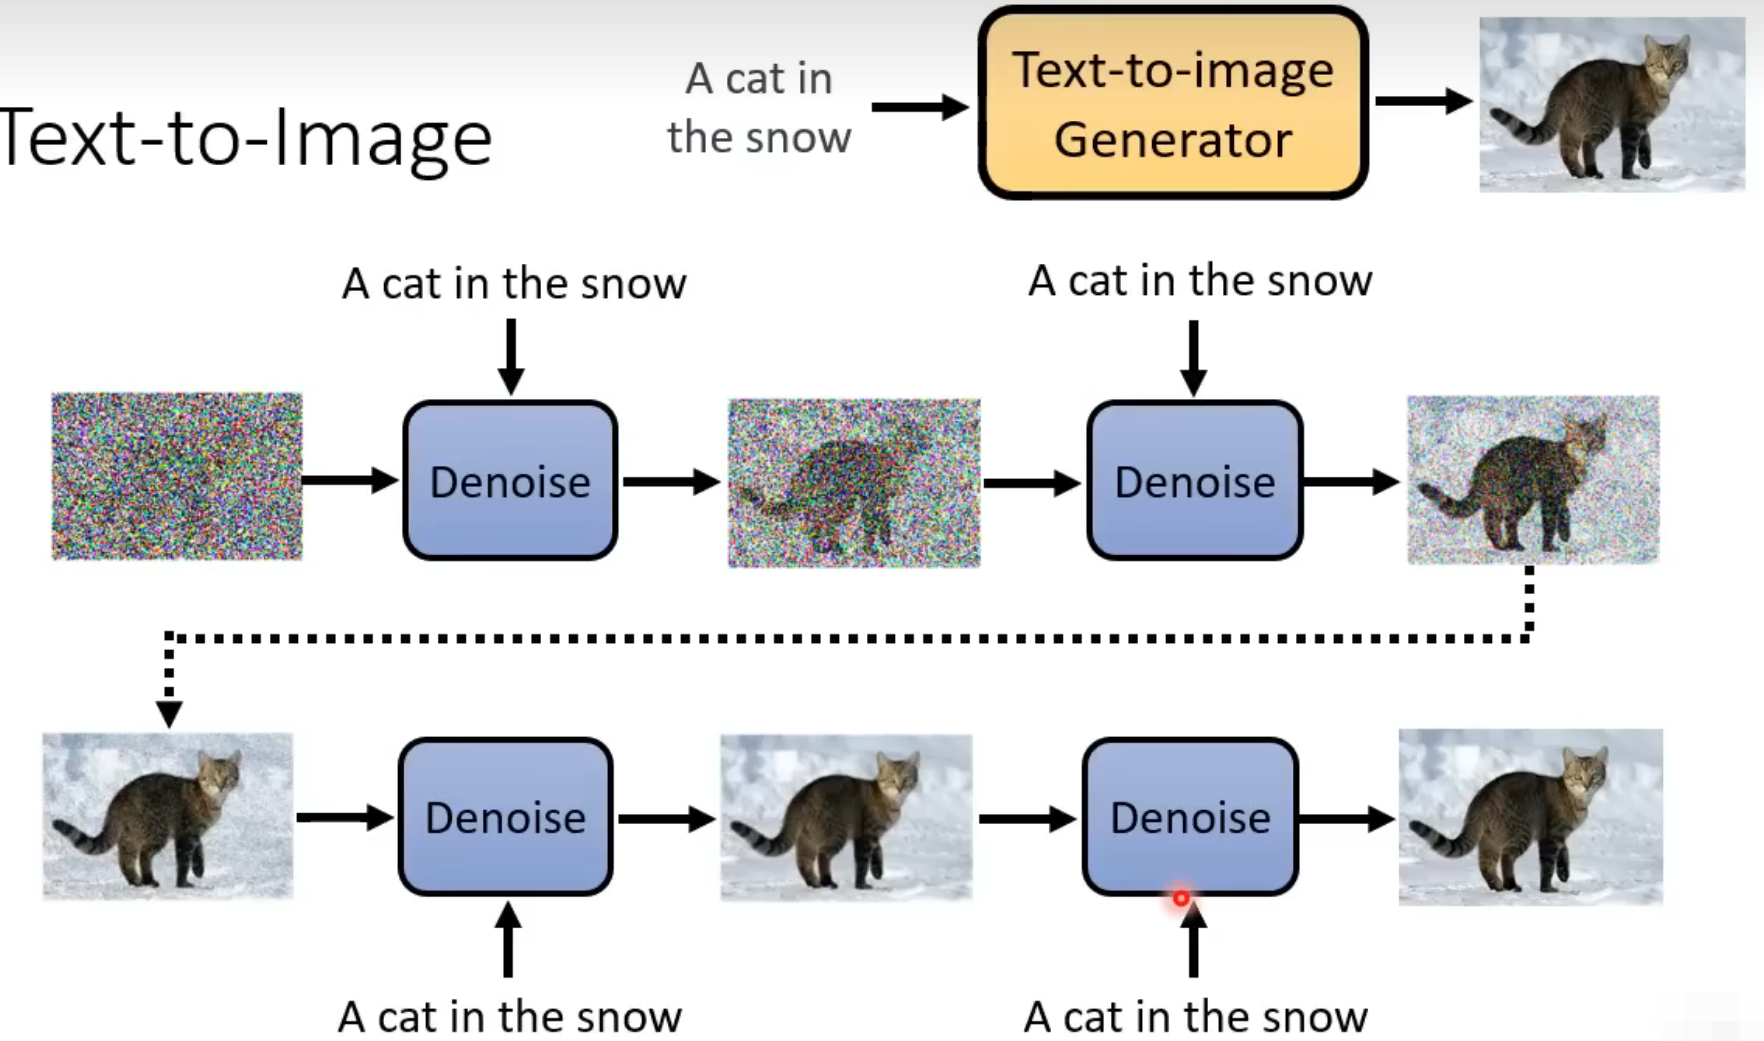 Text-to-Image
A cat in
the snow
Text-to-image
Generator
A cat in the snow
A cat in the snow
Denoise
Denoise
Denoise
Denoise
A cat in the snow
A cat in the snow